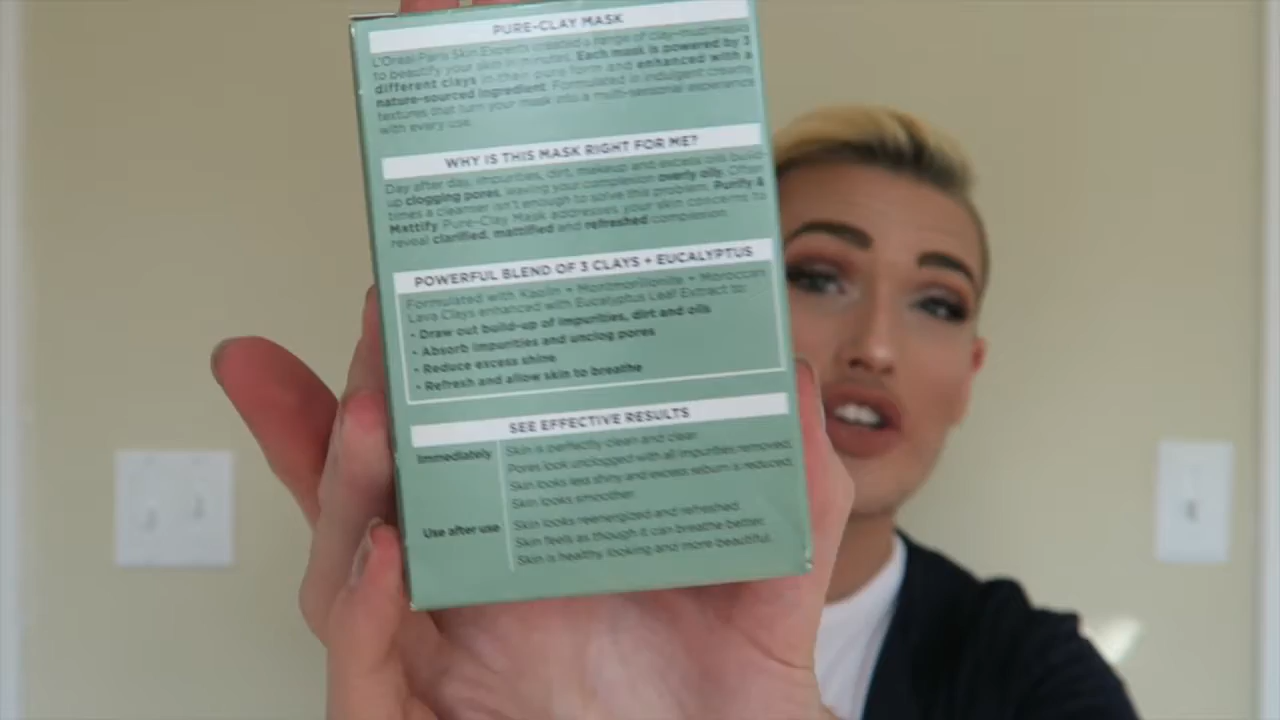 PURE-CLAY MASK
L'Oréal Paris Skin Experts created a range of clay-treatments
to beautify your skin in minutes. Each mask is powered by 3
different clays in their pure form and enhanced with a
nature-sourced ingredient. Formulated in indulgent creamy
textures that turn your mask into a multi-sensorial experience
with every use.
WHY IS THIS MASK RIGHT FOR ME?
Day after day, impurities, dirt, makeup and excess oils build
up clogging pores, leaving your complexion overly oily. Often
times a cleanser isn't enough to solve this problem. Purify &
Mattify Pure-Clay Mask addresses your skin concerns to
reveal clarified, mattified and refreshed complexion.
POWERFUL BLEND OF 3 CLAYS + EUCALYPTUS
Formulated with Kaolin + Montmorillonite + Moroccan
Lava Clays enhanced with Eucalyptus Leaf Extract to:
• Draw out build-up of impurities, dirt and oils
• Absorb impurities and unclog pores
• Reduce excess shine
• Refresh and allow skin to breathe
SEE EFFECTIVE RESULTS
Immediately
Skin is perfectly clean and clear.
Pores look unclogged with all impurities removed.
Skin looks less shiny and excess sebum is reduced.
Skin looks smoother.
Use after use
Skin looks reenergized and refreshed.
Skin feels as though it can breathe better.
Skin is healthy looking and more beautiful.